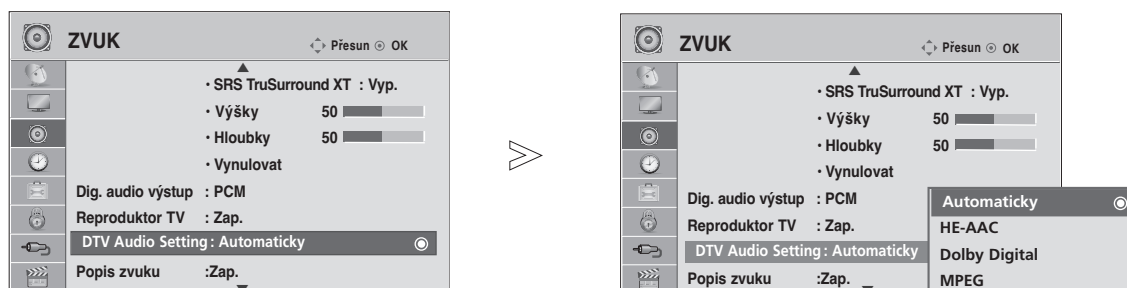 ZVUK
Přesun OK
• SRS TruSurround XT : Vyp.
• Výšky 50
• Hloubky 50
• Vynulovat
Dig. audio výstup : PCM
Reproduktor TV : Zap.
DTV Audio Setting : Automaticky
Popis zvuku :Zap.
ZVUK
Přesun OK
• SRS TruSurround XT : Vyp.
• Výšky 50
• Hloubky 50
• Vynulovat
Dig. audio výstup : PCM
Reproduktor TV : Zap.
DTV Audio Setting : Automaticky
Popis zvuku :Zap.
Automaticky
HE-AAC
Dolby Digital
MPEG